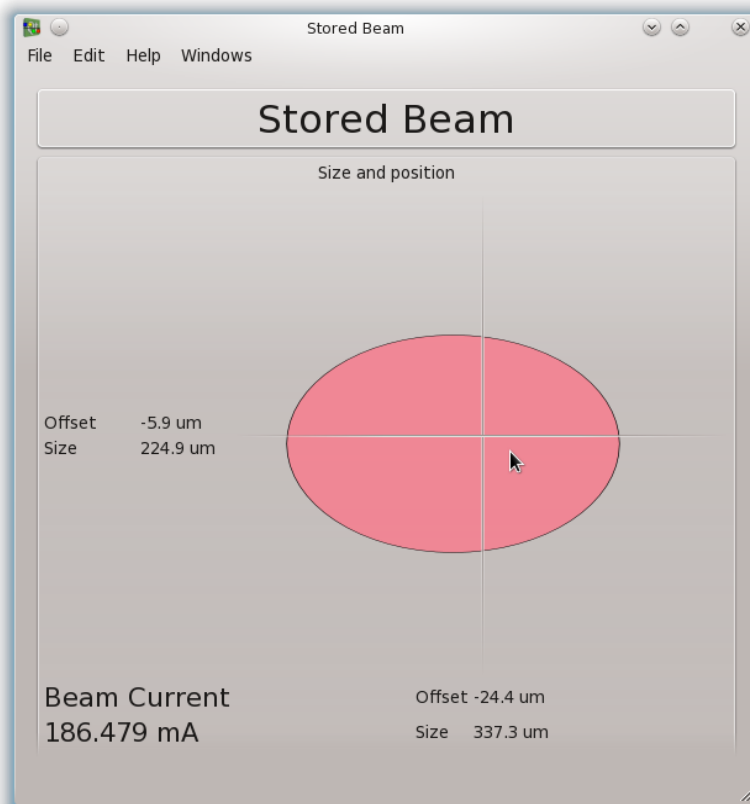 Stored Beam
File Edit Help Windows
Stored Beam
Size and position
Offset -5.9 um
Size 224.9 um
Beam Current
186.479 mA
Offset -24.4 um
Size 337.3 um